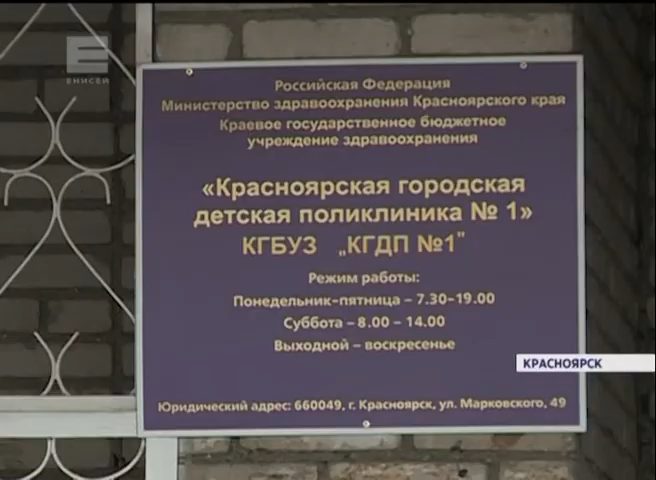 ЕНИСЕЙ
Российская Федерация
Министерство здравоохранения Красноярского края
Краевое государственное бюджетное
учреждение здравоохранения
«Красноярская городская
детская поликлиника № 1»
КГБУЗ „КГДП №1"
Режим работы:
Понедельник-пятница – 7.30–19.00
Суббота – 8.00 – 14.00
Выходной – воскресенье
КРАСНОЯРСК
Юридический адрес: 660049, г. Красноярск, ул. Марковского, 49